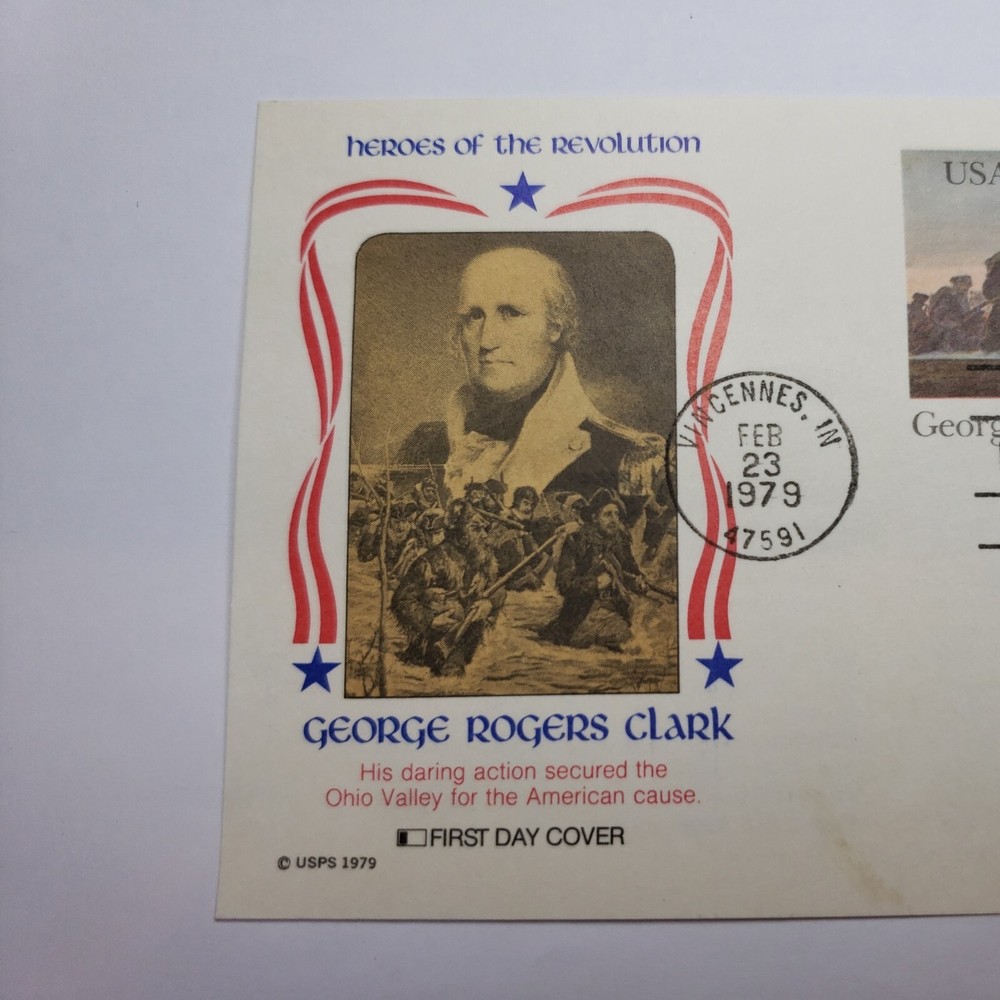 heroes of the Revolution
USA
VINCENNES, IN
FEB
23
1979
47591
Georg
GEORGE ROGERS CLARK
His daring action secured the
Ohio Valley for the American cause.
FIRST DAY COVER
© USPS 1979